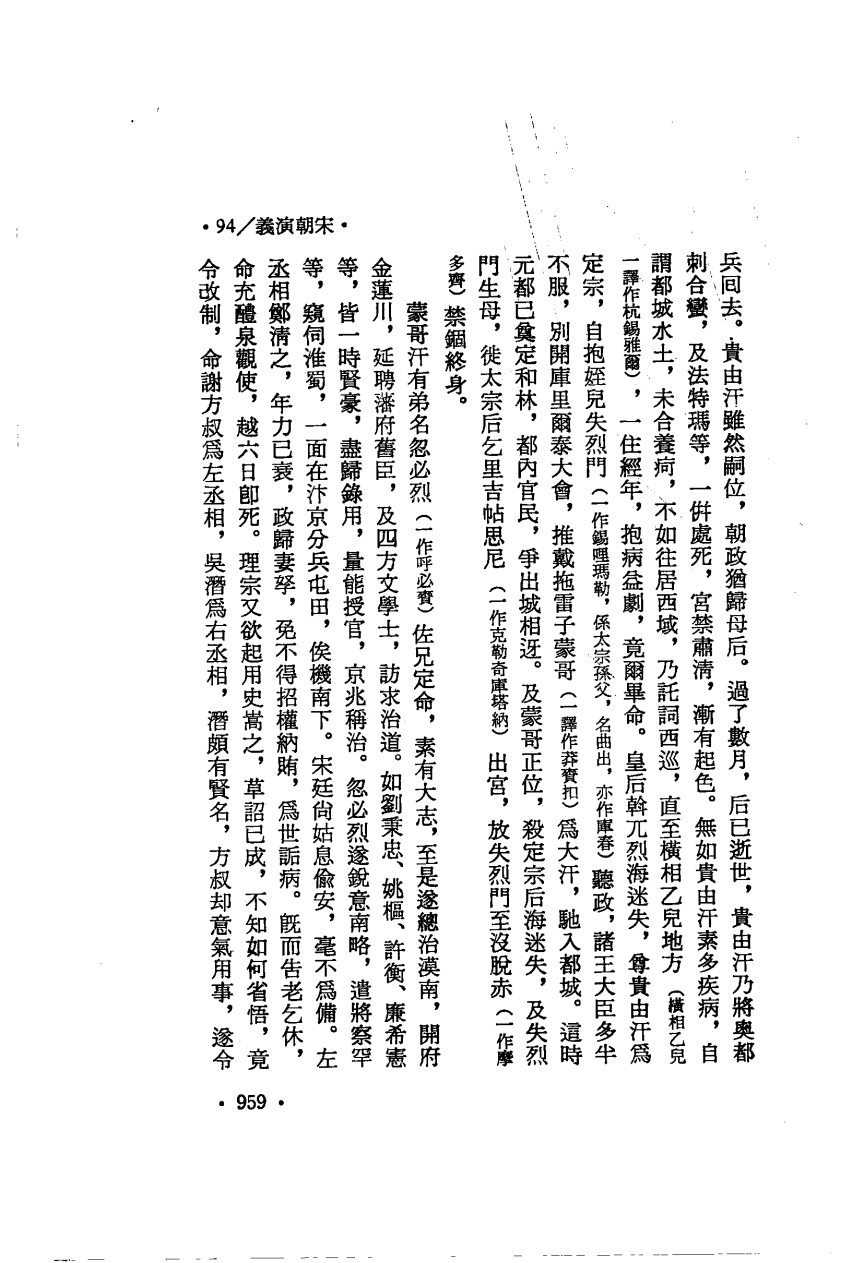 •94/義演朝宋•
兵回去。貴由汗雖然嗣位，朝政猶歸母后。過了數月，后已逝世，貴由汗乃將奧都
刺合蠻，及法特瑪等，一併處死，宮禁肅清，漸有起色。無如貴由汗素多疾病，自
謂都城水土，未合養疴，不如往居西域，乃託詞西巡，直至橫相乙兒地方（橫相乙兒
一譯作杭錫雅爾），一住經年，抱病益劇，竟爾畢命。皇后斡兀烈海迷失，尊貴由汗爲
定宗，自抱姪兒失烈門（一作錫哩瑪勒，係太宗孫父，名曲出，亦作庫春）聽政，諸王大臣多半
不服，別開庫里爾泰大會，推戴拖雷子蒙哥（一譯作莽賚扣）爲大汗，馳入都城。這時
元都已奠定和林，都內官民，爭出城相迓。及蒙哥正位，殺定宗后海迷失，及失烈
門生母，徙太宗后乞里吉帖思尼（一作克勒奇庫塔納）出宮，放失烈門至沒脫赤（一作摩
多齊）禁錮終身。
蒙哥汗有弟名忽必烈（一作呼必賚）佐兄定命，素有大志，至是遂總治漠南，開府
金蓮川，延聘藩府舊臣，及四方文學士，訪求治道。如劉秉忠、姚樞、許衡、廉希憲
等，皆一時賢豪，盡歸錄用，量能授官，京兆稱治。忽必烈遂銳意南略，遣將察罕
等，窺伺淮蜀，一面在汴京分兵屯田，俟機南下。宋廷尙姑息偸安，毫不爲備。左
丞相鄭清之，年力已衰，政歸妻孥，免不得招權納賄，爲世詬病。旣而告老乞休，
命充醴泉觀使，越六日卽死。理宗又欲起用史嵩之，草詔已成，不知如何省悟，竟
令改制，命謝方叔爲左丞相，吳潛爲右丞相，潛頗有賢名，方叔却意氣用事，遂令
•959•